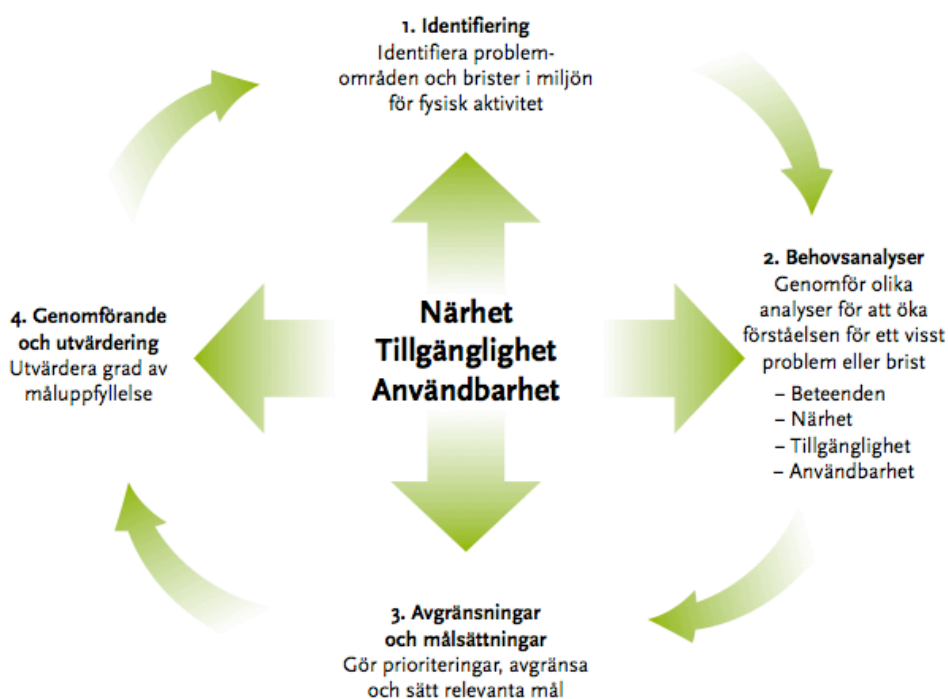 1. Identifiering
Identifiera problem-
områden och brister i miljön
för fysisk aktivitet
2. Behovsanalyser
Genomför olika
analyser för att öka
förståelsen för ett visst
problem eller brist
– Beteenden
– Närhet
– Tillgänglighet
– Användbarhet
3. Avgränsningar
och målsättningar
Gör prioriteringar, avgränsa
och sätt relevanta mål
4. Genomförande
och utvärdering
Utvärdera grad av
måluppfyllelse
Närhet
Tillgänglighet
Användbarhet